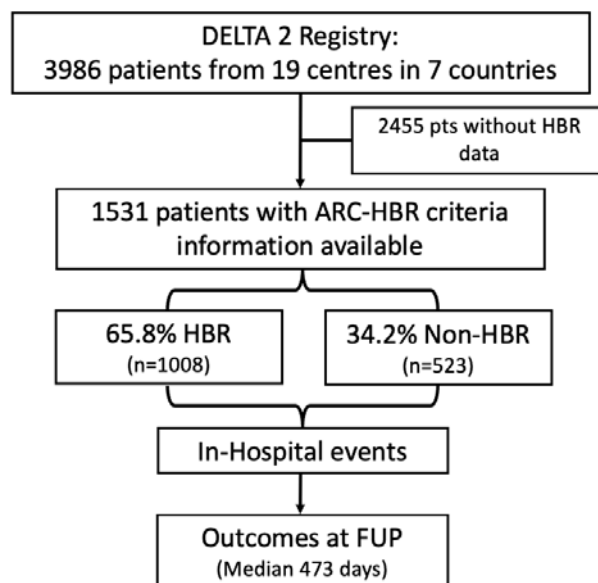 DELTA 2 Registry:
3986 patients from 19 centres in 7 countries
2455 pts without HBR
data
1531 patients with ARC-HBR criteria
information available
65.8% HBR
(n=1008)
34.2% Non-HBR
(n=523)
In-Hospital events
Outcomes at FUP
(Median 473 days)